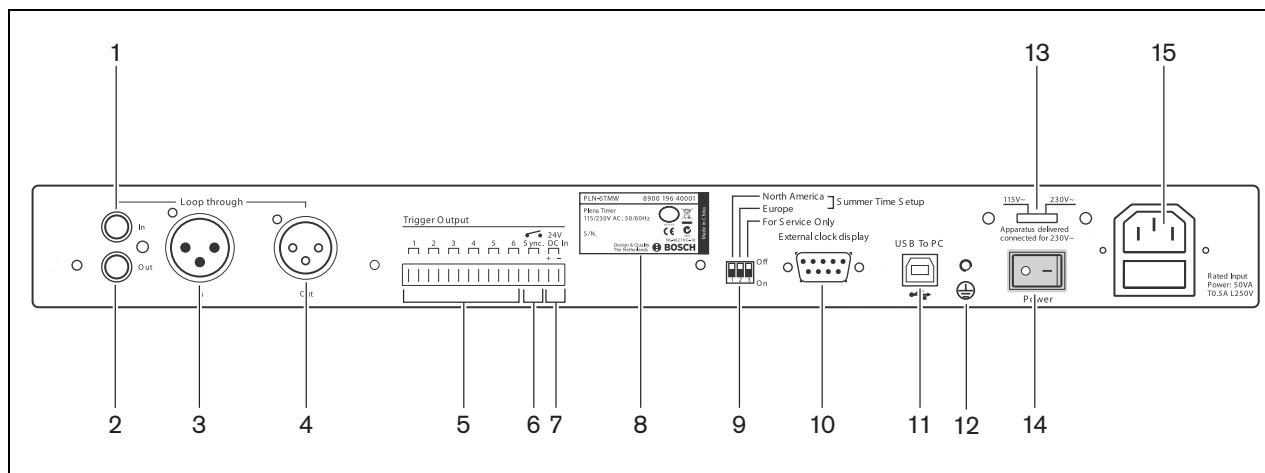 1
13
15
Loop through
In
Out
Out
Trigger Output
1 2 3 4 5 6 Sync.
24V
DC In
+ −
PLN-6TMW 8900 196 40001
Plena Timer
115/230V AC, 50/60Hz
S/N.
CE
Design & Quality
The Netherlands
BOSCH
Made in China
North America
Europe
Summer Time Setup
For Service Only
Off
1 2 3
On
External clock display
USB To PC
115V~ 230V~
Apparatus delivered
connected for 230V~
Power
Rated Input
Power: 50VA
T0.5A L250V
2
3
4
5
6
7
8
9
10
11
12
14